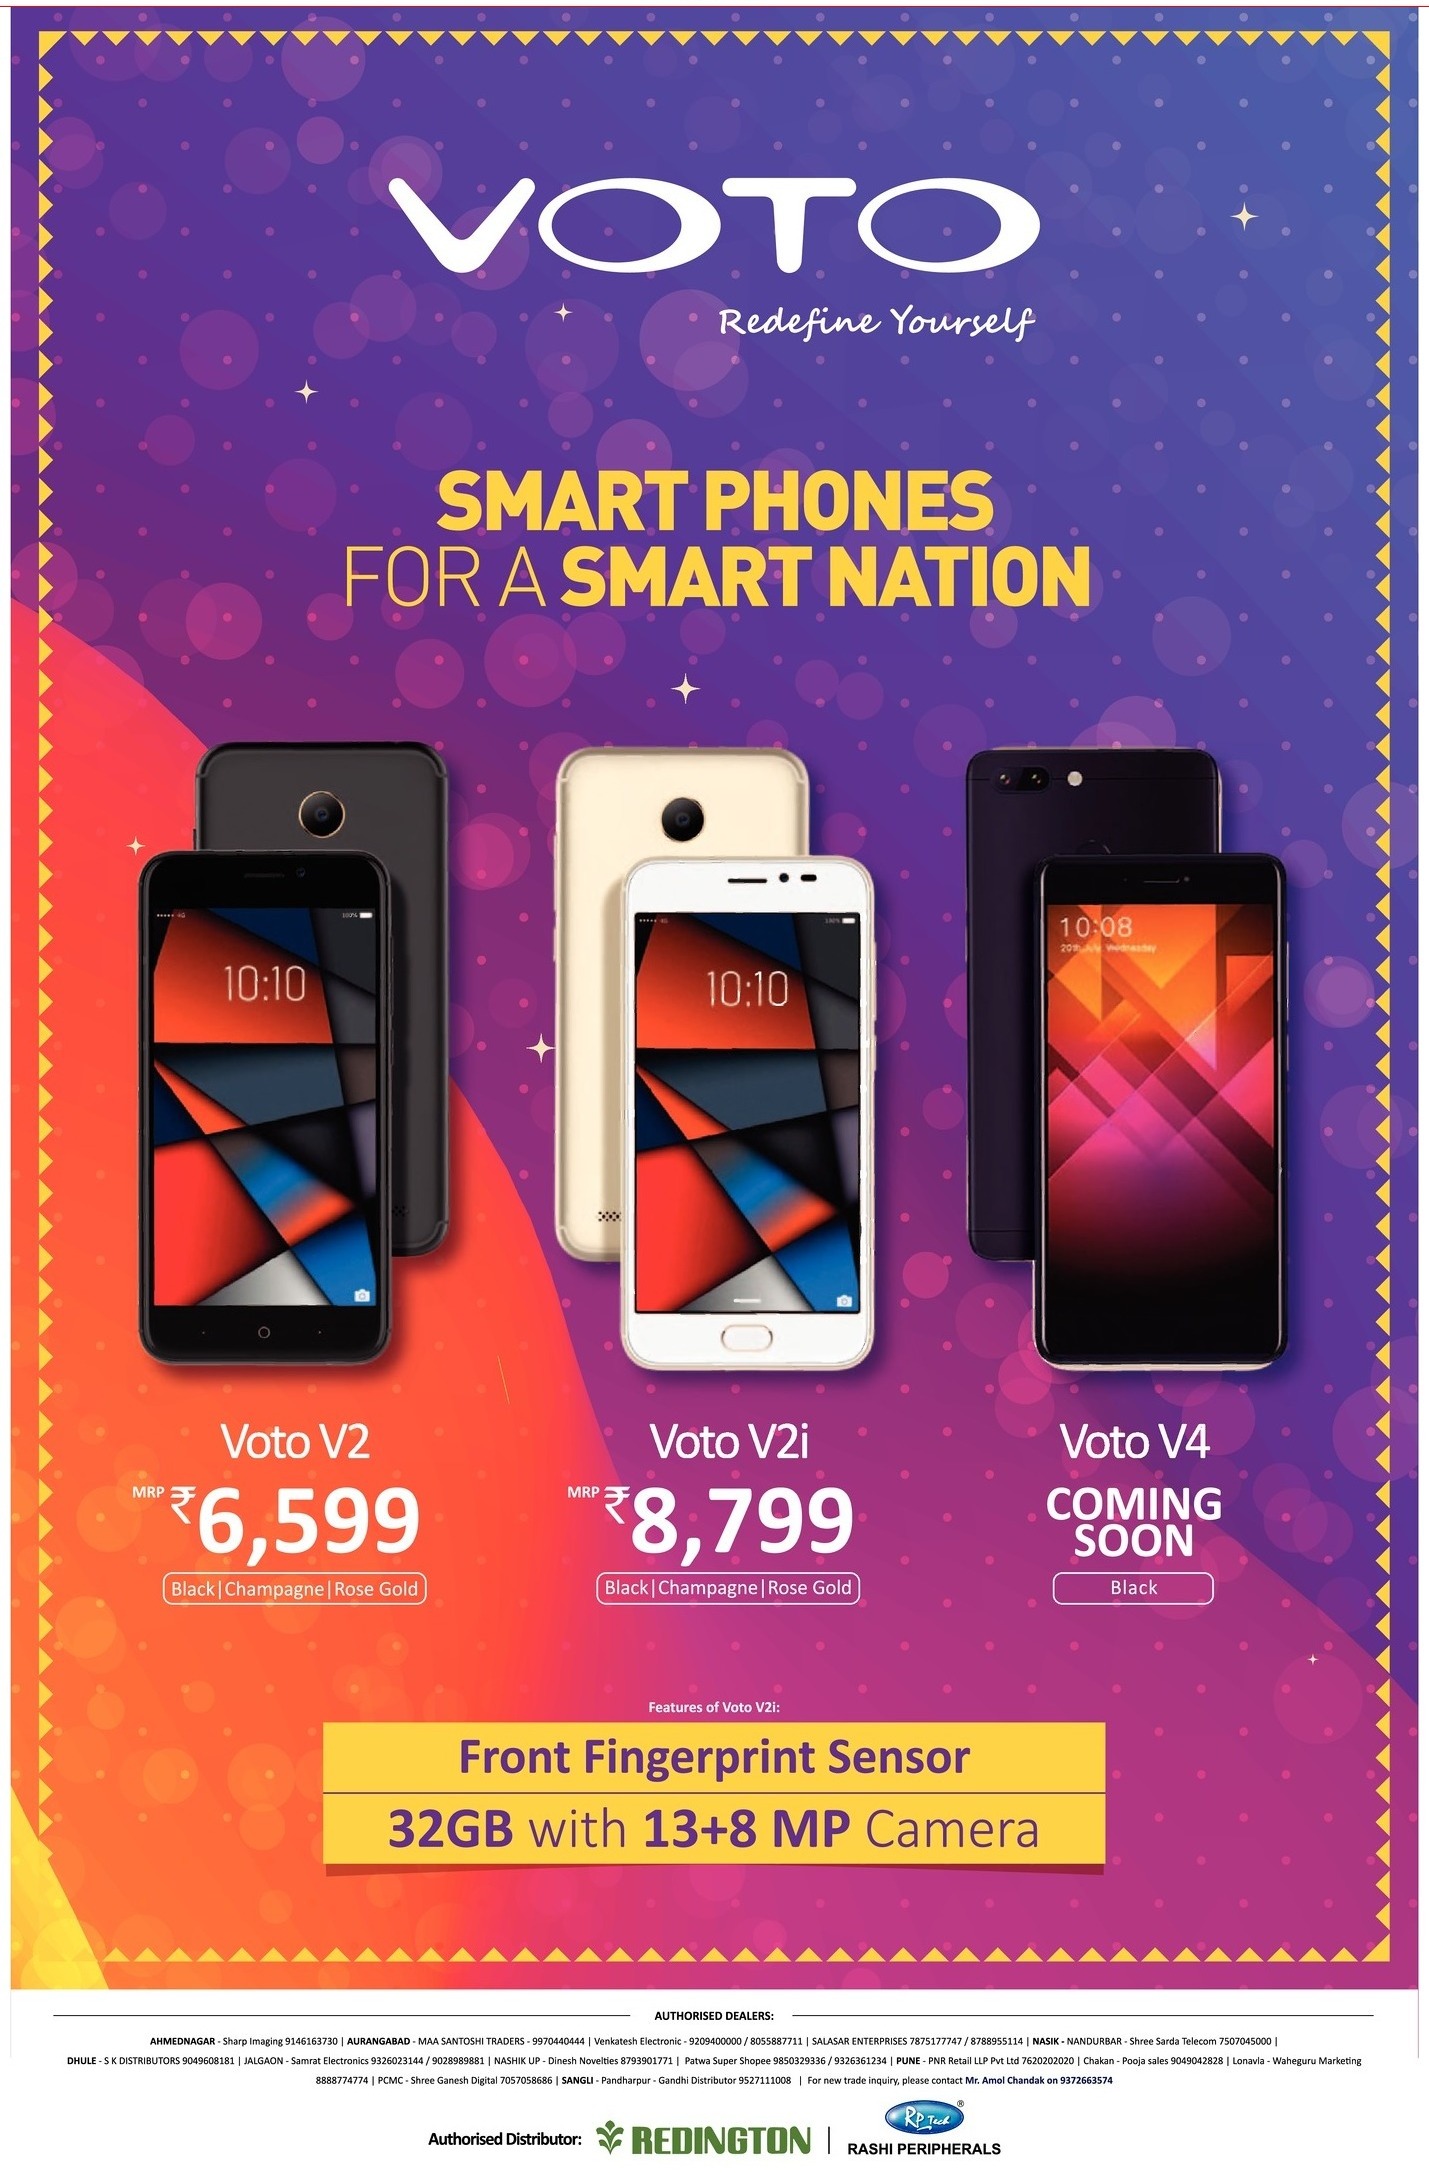 VOTO
Redefine Yourself
SMART PHONES
FOR A SMART NATION
10:10
100%
4G
10:10
100%
4G
10:08
20th July, Wednesday
Voto V2
MRP ₹6,599
Black|Champagne|Rose Gold
Voto V2i
MRP ₹8,799
Black|Champagne|Rose Gold
Voto V4
COMING
SOON
Black
Features of Voto V2i:
Front Fingerprint Sensor
32GB with 13+8 MP Camera
AUTHORISED DEALERS:
AHMEDNAGAR - Sharp Imaging 9146163730 | AURANGABAD - MAA SANTOSHI TRADERS - 9970440444 | Venkatesh Electronic - 9209400000 / 8055887711 | SALASAR ENTERPRISES 7875177747 / 8788955114 | NASIK - NANDURBAR - Shree Sarda Telecom 7507045000 |
DHULE - S K DISTRIBUTORS 9049608181 | JALGAON - Samrat Electronics 9326023144 / 9028989881 | NASHIK UP - Dinesh Novelties 8793901771 | Patwa Super Shopee 9850329336 / 9326361234 | PUNE - PNR Retail LLP Pvt Ltd 7620202020 | Chakan - Pooja sales 9049042828 | Lonavla - Waheguru Marketing
8888774774 | PCMC - Shree Ganesh Digital 7057058686 | SANGLI - Pandharpur - Gandhi Distributor 9527111008 | For new trade inquiry, please contact Mr. Amol Chandak on 9372663574
Authorised Distributor: REDINGTON | RP Tech ®
RASHI PERIPHERALS